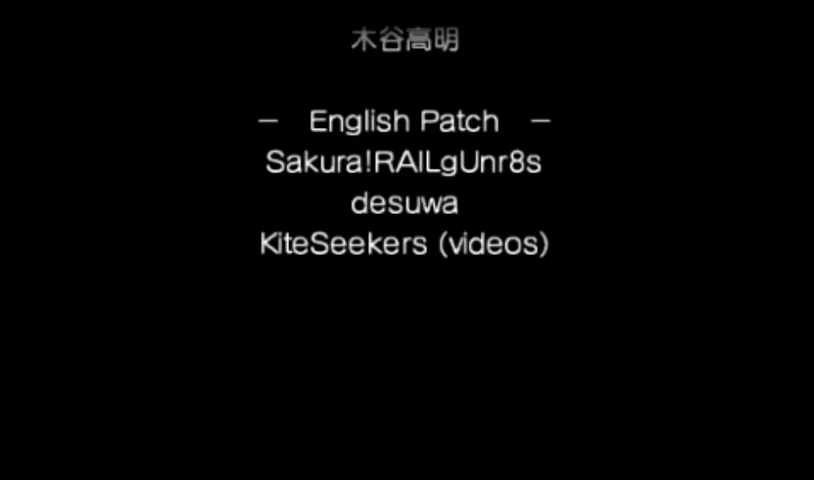 木谷高明
－ English Patch －
Sakura!RAILgUnr8s
desuwa
KiteSeekers (videos)